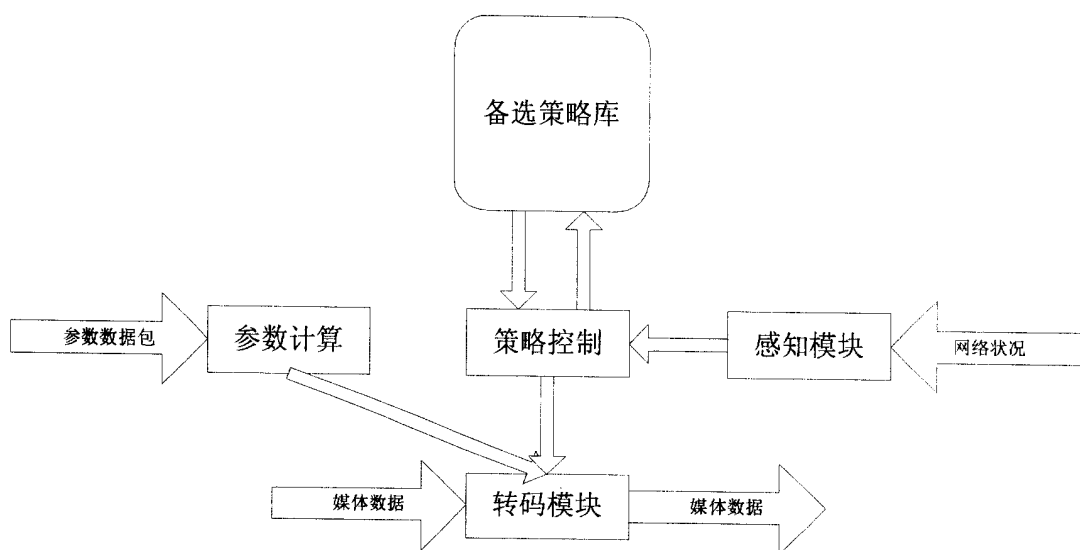 备选策略库
参数数据包
参数计算
策略控制
感知模块
网络状况
媒体数据
转码模块
媒体数据